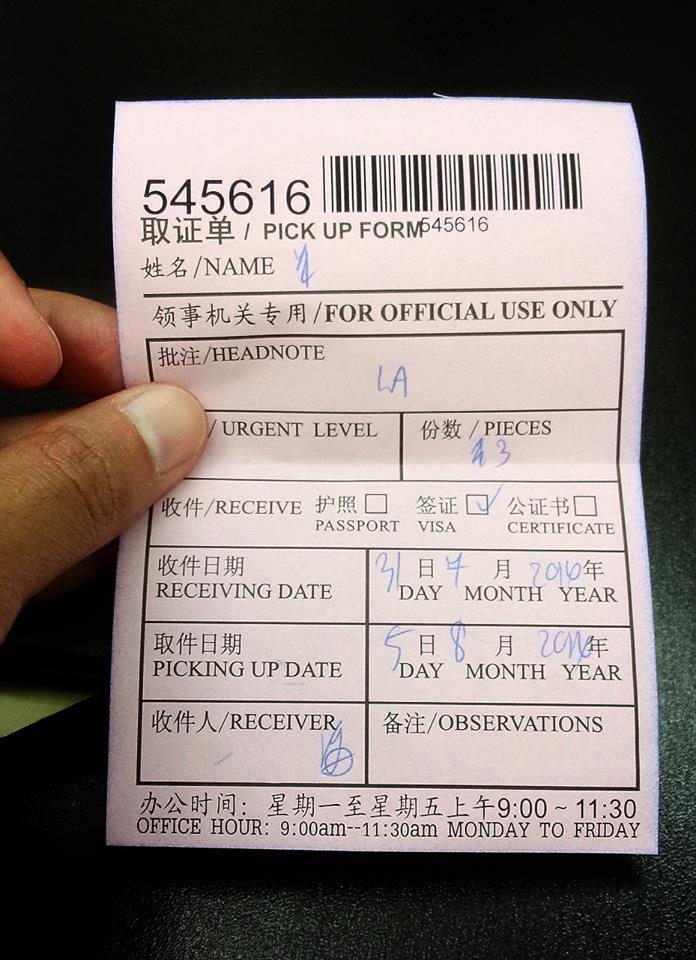 545616
取证单 / PICK UP FORM 545616
姓名/NAME
领事机关专用/FOR OFFICIAL USE ONLY
批注/HEADNOTE
LA
/ URGENT LEVEL
份数 / PIECES
3
收件/RECEIVE 护照 签证 公证书
PASSPORT VISA CERTIFICATE
收件日期 31 日 7 月 年
RECEIVING DATE DAY MONTH YEAR
取件日期 5 日 8 月 年
PICKING UP DATE DAY MONTH YEAR
收件人/RECEIVER 备注/OBSERVATIONS
办公时间: 星期一至星期五上午9:00 ~ 11:30
OFFICE HOUR: 9:00am--11:30am MONDAY TO FRIDAY